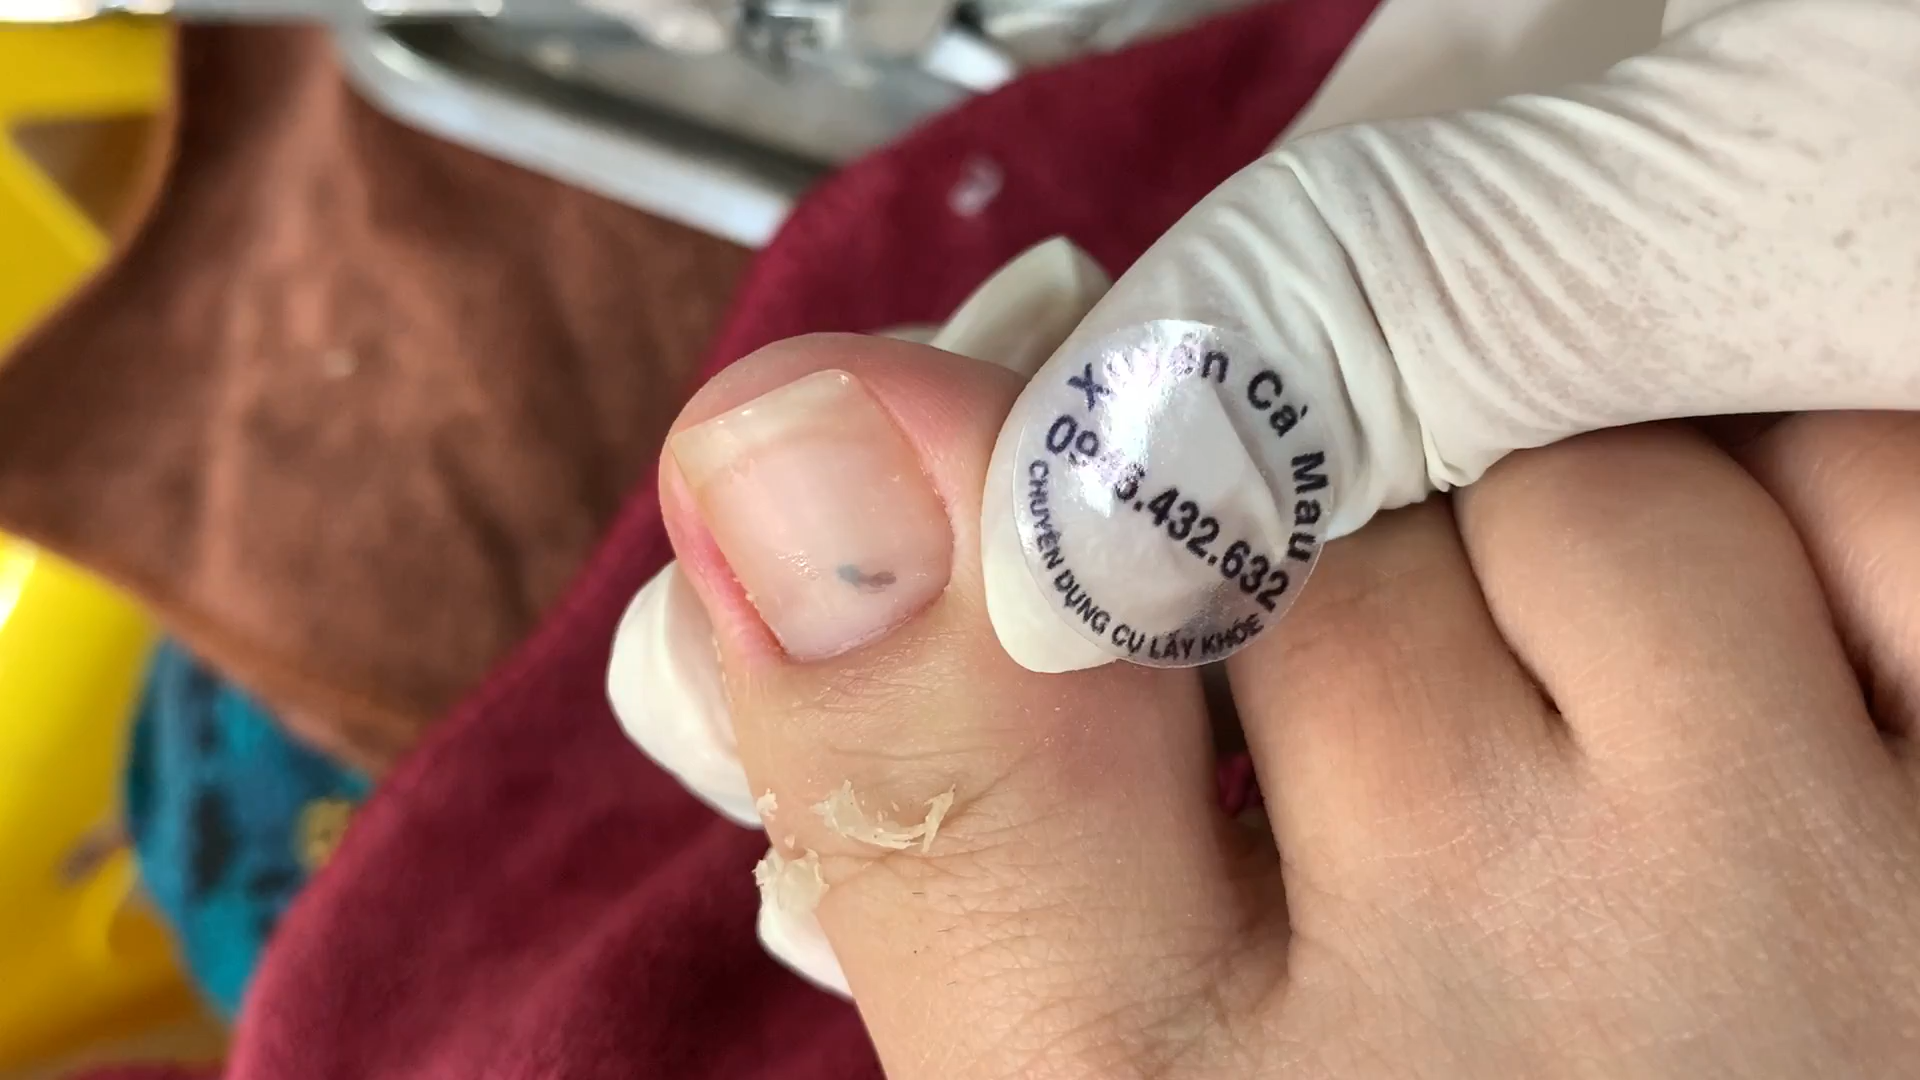 Cà Mau
.432.632
CHUYÊN DỤNG CỤ LẤY KHÓE